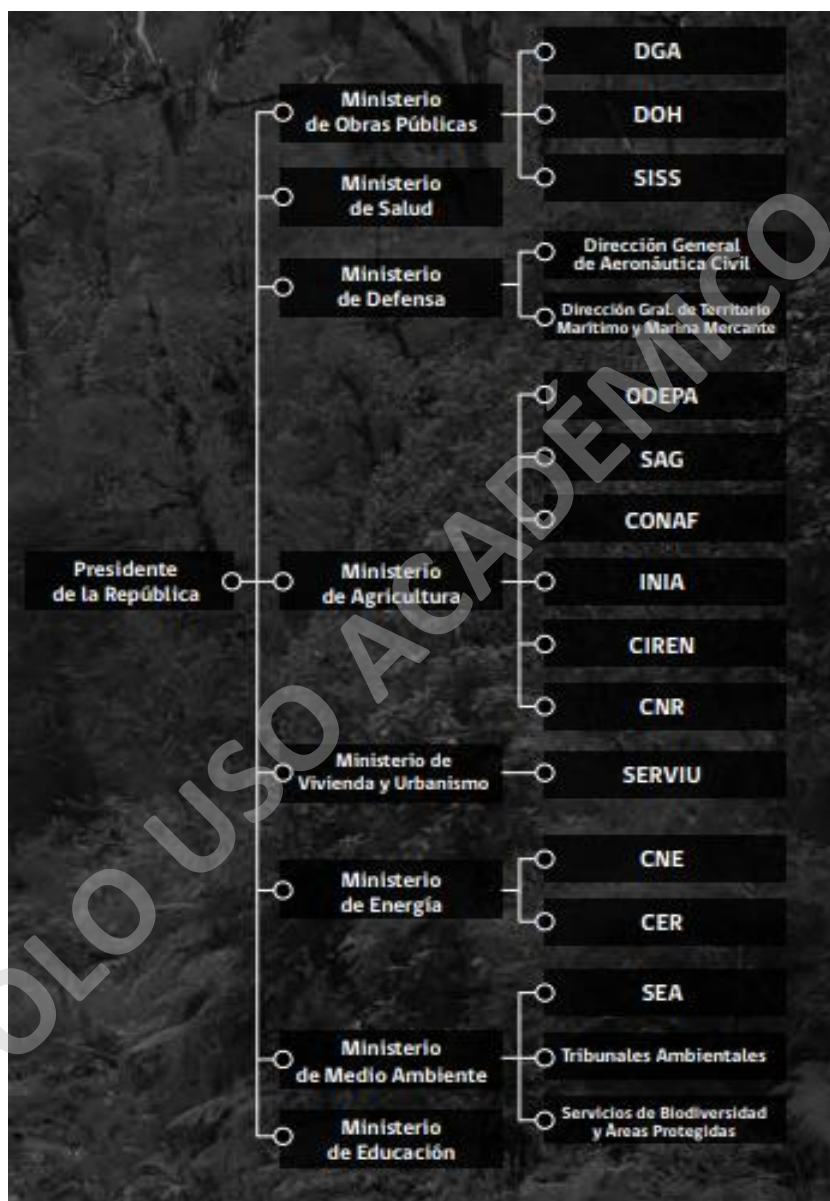 DGA
Ministerio
de Obras Públicas
DOH
SISS
Ministerio
de Salud
Dirección General
de Aeronáutica Civil
Ministerio
de Defensa
Dirección Gral. de Territorio
Marítimo y Marina Mercante
ODEPA
SAG
CONAF
Presidente
de la República
Ministerio
de Agricultura
INIA
CIREN
CNR
Ministerio de
Vivienda y Urbanismo
SERVIU
CNE
Ministerio
de Energía
CER
SEA
Ministerio
de Medio Ambiente
Tribunales Ambientales
Servicios de Biodiversidad
y Áreas Protegidas
Ministerio
de Educación
OLO USO ACADÉMICO